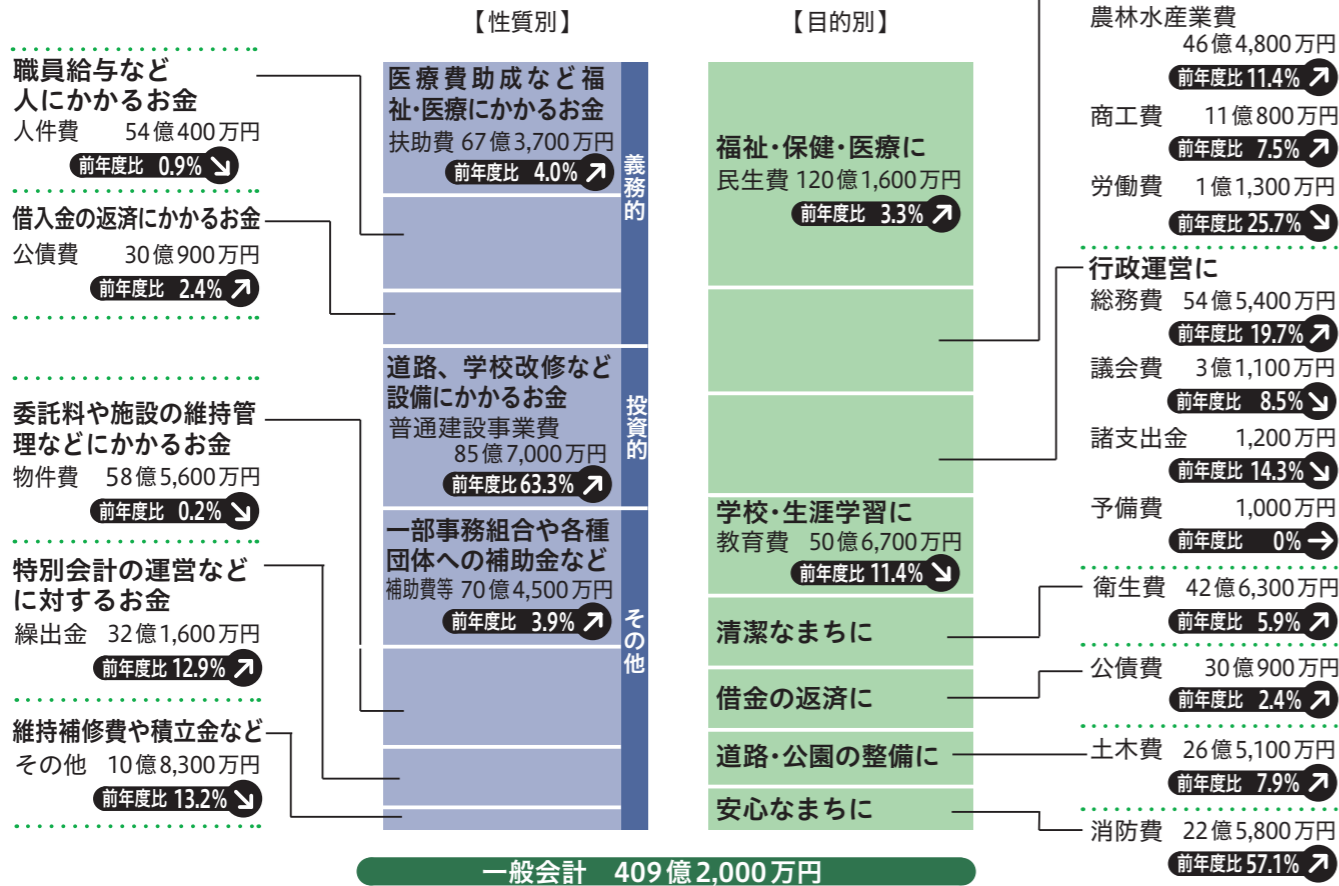 【性質別】
【目的別】
職員給与など
人にかかるお金
人件費 54億400万円
前年度比 0.9%
借入金の返済にかかるお金
公債費 30億900万円
前年度比 2.4%
委託料や施設の維持管
理などにかかるお金
物件費 58億5,600万円
前年度比 0.2%
特別会計の運営など
に対するお金
繰出金 32億1,600万円
前年度比 12.9%
維持補修費や積立金など
その他 10億8,300万円
前年度比 13.2%
医療費助成など福
祉・医療にかかるお金
扶助費 67億3,700万円
前年度比 4.0%
義務的
道路、学校改修など
設備にかかるお金
普通建設事業費
85億7,000万円
前年度比 63.3%
投資的
一部事務組合や各種
団体への補助金など
補助費等 70億4,500万円
前年度比 3.9%
その他
福祉・保健・医療に
民生費 120億1,600万円
前年度比 3.3%
学校・生涯学習に
教育費 50億6,700万円
前年度比 11.4%
清潔なまちに
借金の返済に
道路・公園の整備に
安心なまちに
農林水産業費
46億4,800万円
前年度比 11.4%
商工費 11億800万円
前年度比 7.5%
労働費 1億1,300万円
前年度比 25.7%
行政運営に
総務費 54億5,400万円
前年度比 19.7%
議会費 3億1,100万円
前年度比 8.5%
諸支出金 1,200万円
前年度比 14.3%
予備費 1,000万円
前年度比 0%
衛生費 42億6,300万円
前年度比 5.9%
公債費 30億900万円
前年度比 2.4%
土木費 26億5,100万円
前年度比 7.9%
消防費 22億5,800万円
前年度比 57.1%
一般会計 409億2,000万円